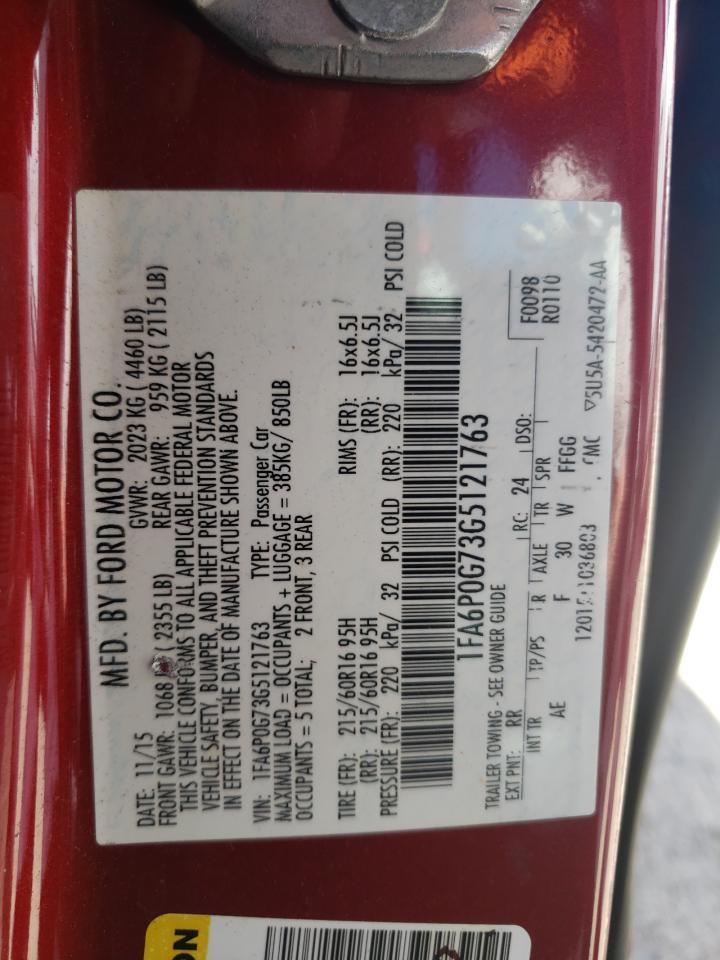 MFD. BY FORD MOTOR CO.
DATE: 11/15 GVWR: 2023 KG ( 4460 LB)
FRONT GAWR: 1068 2355 LB) REAR GAWR: 959 KG ( 2115 LB)
THIS VEHICLE CONFORMS TO ALL APPLICABLE FEDERAL MOTOR
VEHICLE SAFETY, BUMPER, AND THEFT PREVENTION STANDARDS
IN EFFECT ON THE DATE OF MANUFACTURE SHOWN ABOVE.
VIN: 1FA6P0G73G5121763 TYPE: Passenger Car
MAXIMUM LOAD = OCCUPANTS + LUGGAGE = 385KG/ 850LB
OCCUPANTS = 5 TOTAL; 2 FRONT, 3 REAR
TIRE (FR): 215/60R16 95H RIMS (FR): 16x6.5J
(RR): 215/60R16 95H (RR): 16x6.5J
PRESSURE (FR): 220 kPa/ 32 PSI COLD (RR): 220 kPa/ 32 PSI COLD
1FA6P0G73G5121763
TRAILER TOWING - SEE OWNER GUIDE
F0098
EXT PNT: RR RC: 24 DSO: R0110
INT TR TP/PS R AXLE TR SPR
AE F 30 W FFGG
▽5U5A-5420472-AA
ON